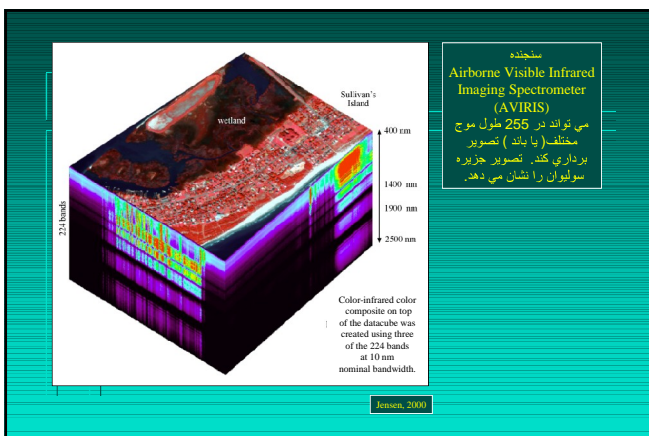 سنجنده
Airborne Visible Infrared
Imaging Spectrometer
(AVIRIS)
مي تواند در 255 طول موج
مختلف( يا باند ) تصوير
برداري كند. تصوير جزيره
سوليوان را نشان مي دهد.
Sullivan's
Island
wetland
400 nm
1400 nm
1900 nm
2500 nm
224 bands
Color-infrared color
composite on top
of the datacube was
created using three
of the 224 bands
at 10 nm
nominal bandwidth.
Jensen, 2000